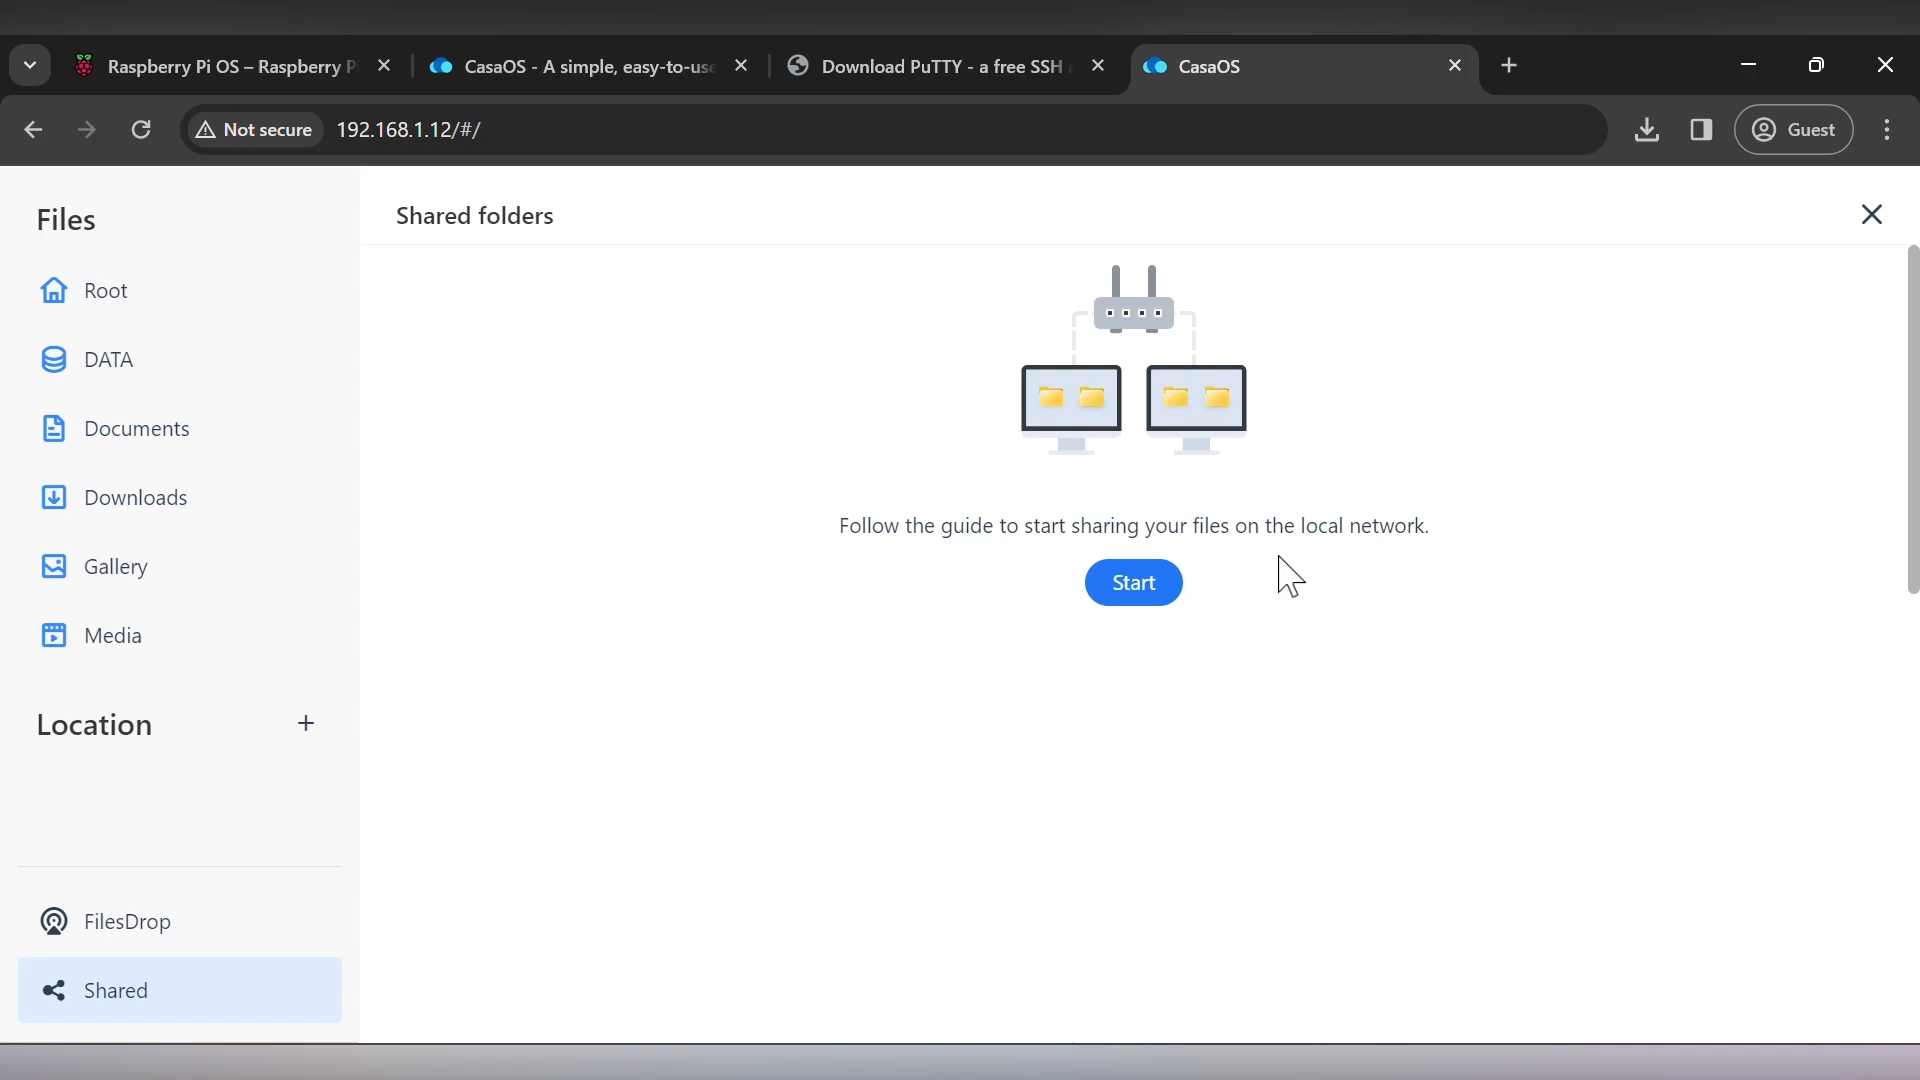 Raspberry Pi OS – Raspberry P
CasaOS - A simple, easy-to-use
Download PuTTY - a free SSH a
CasaOS
Not secure
192.168.1.12/#/
Guest
Files
Shared folders
Root
DATA
Documents
Downloads
Follow the guide to start sharing your files on the local network.
Gallery
Start
Media
Location
FilesDrop
Shared